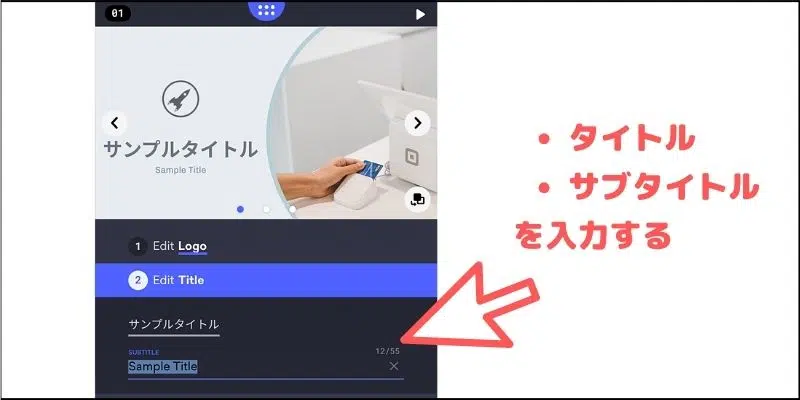 01
サンプルタイトル
Sample Title
1 Edit Logo
2 Edit Title
サンプルタイトル
SUBTITLE 12/55
Sample Title
• タイトル
• サブタイトル
を入力する